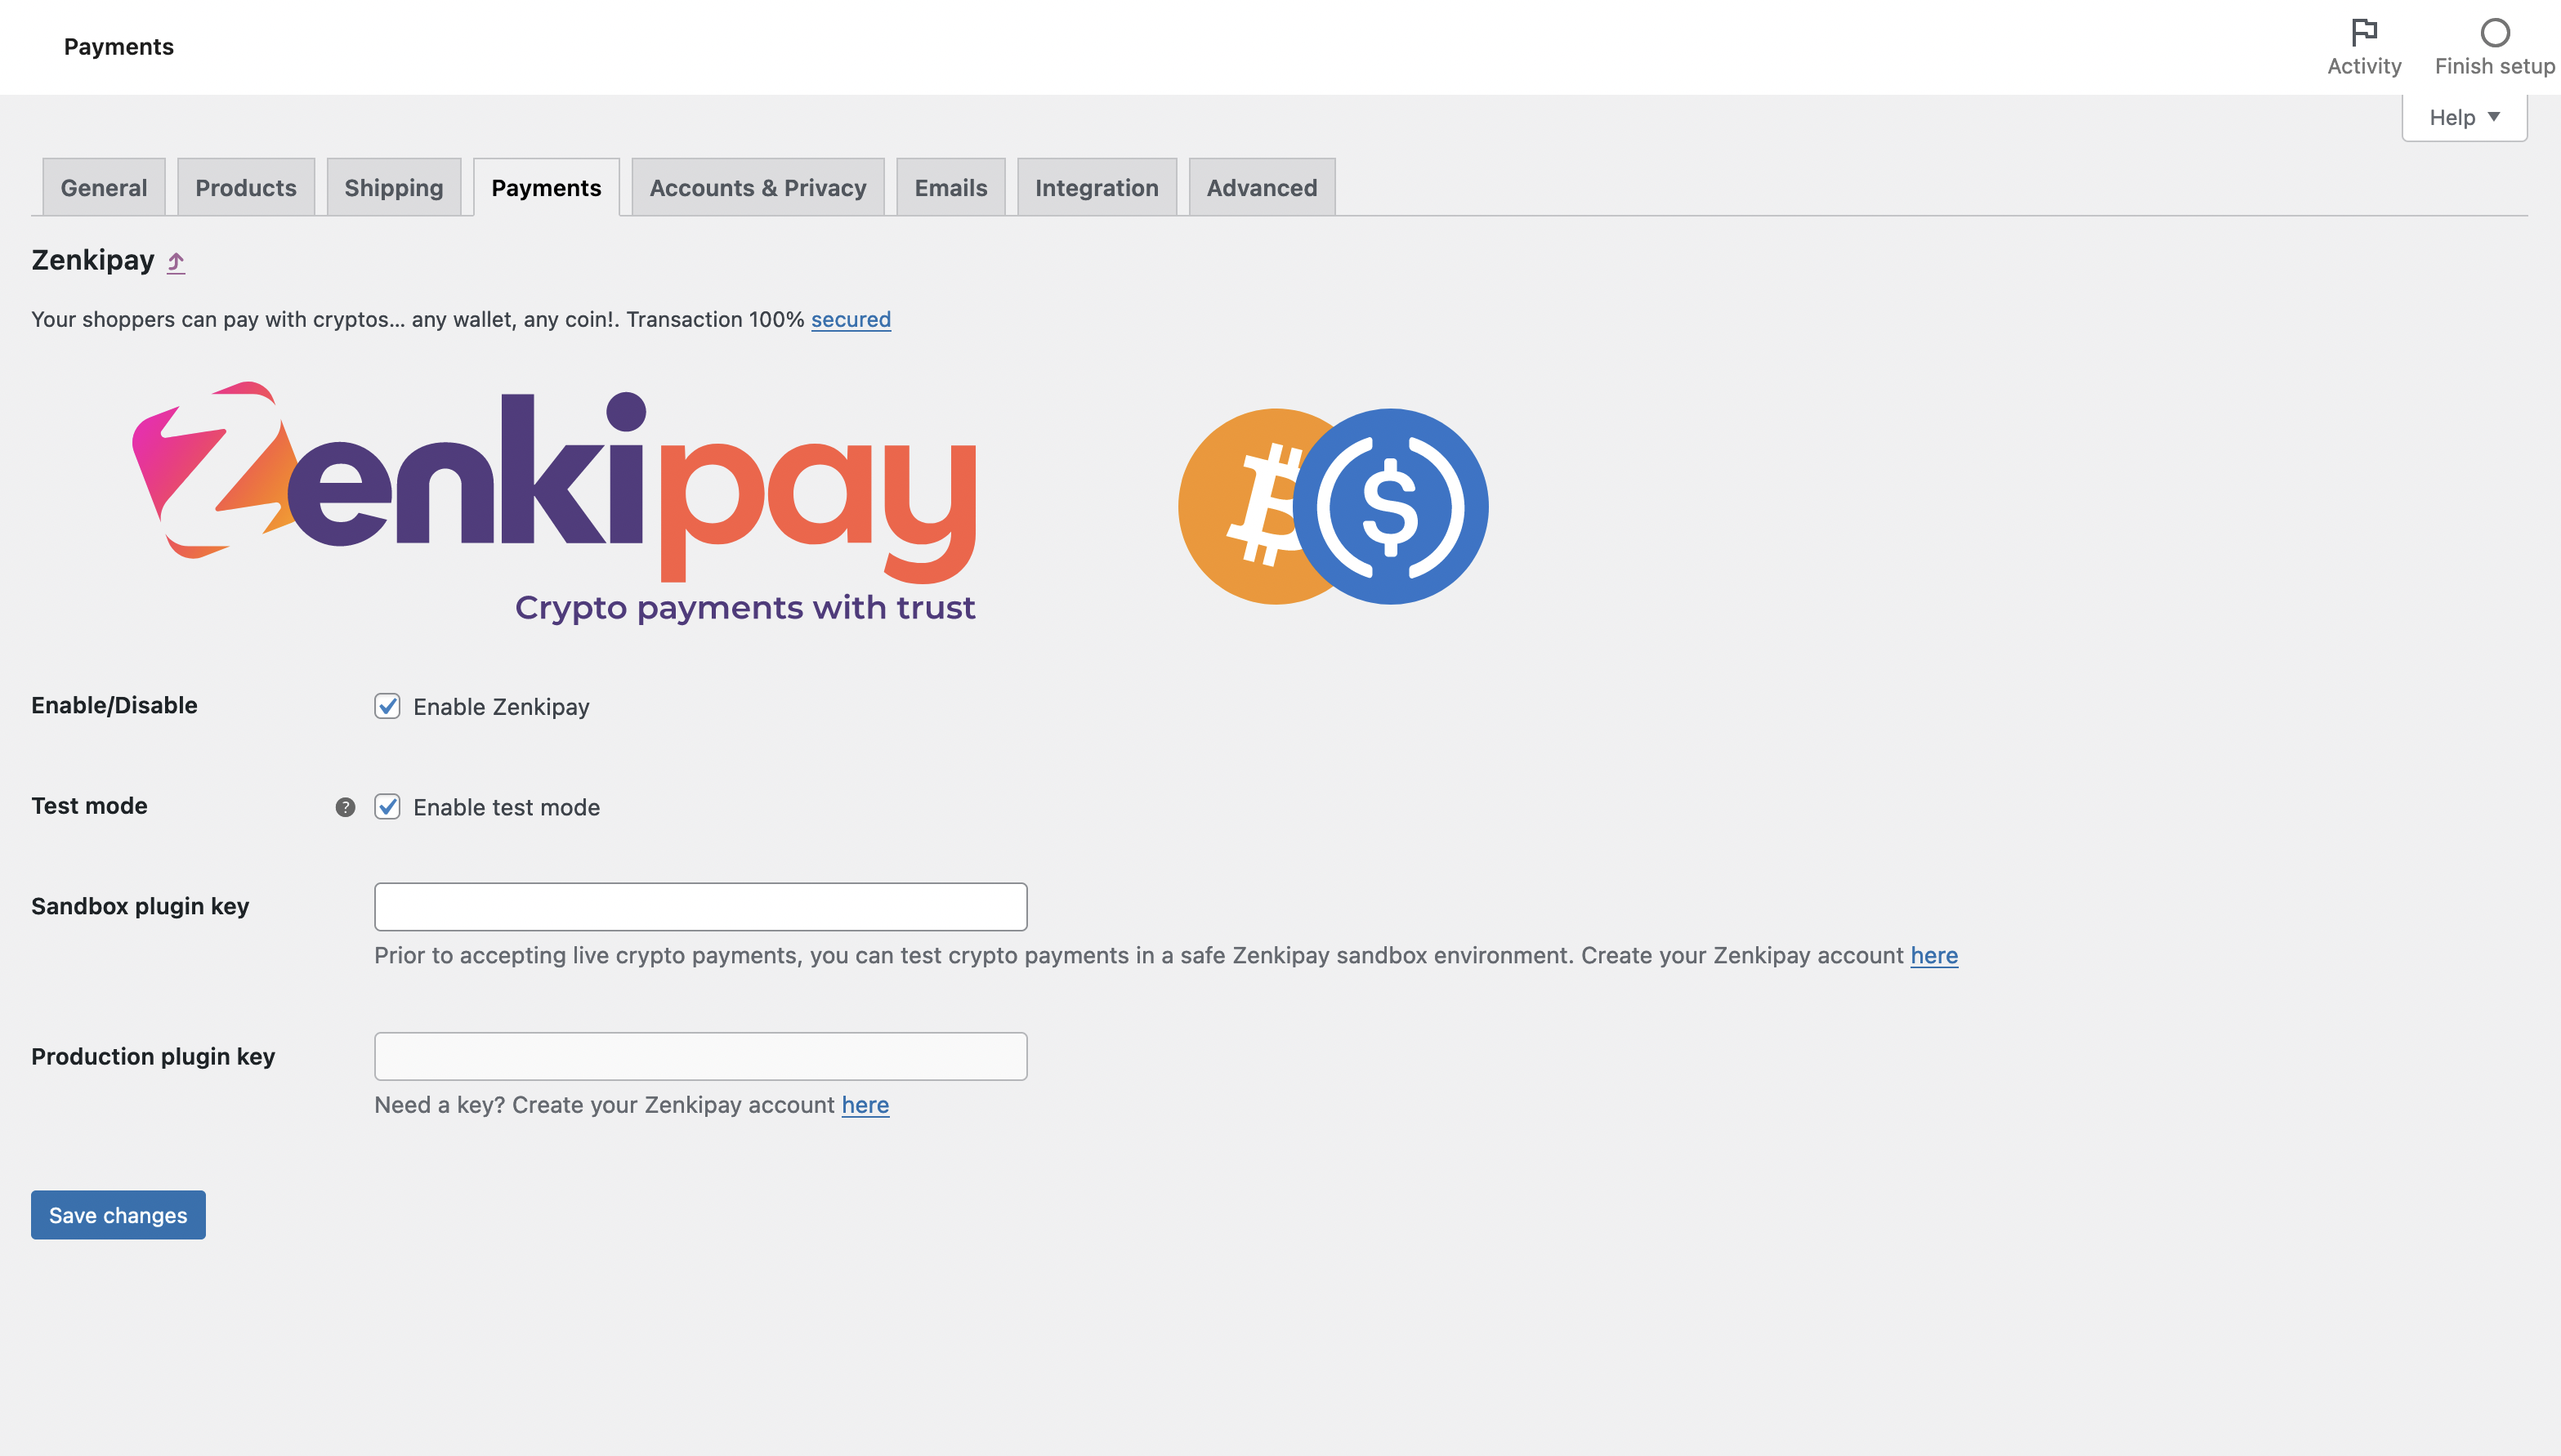 Payments
Activity
Finish setup
Help
General Products Shipping Payments Accounts & Privacy Emails Integration Advanced
Zenkipay
Your shoppers can pay with cryptos... any wallet, any coin!. Transaction 100% secured
Zenkipay
Crypto payments with trust
Enable/Disable Enable Zenkipay
Test mode ? Enable test mode
Sandbox plugin key
Prior to accepting live crypto payments, you can test crypto payments in a safe Zenkipay sandbox environment. Create your Zenkipay account here
Production plugin key
Need a key? Create your Zenkipay account here
Save changes